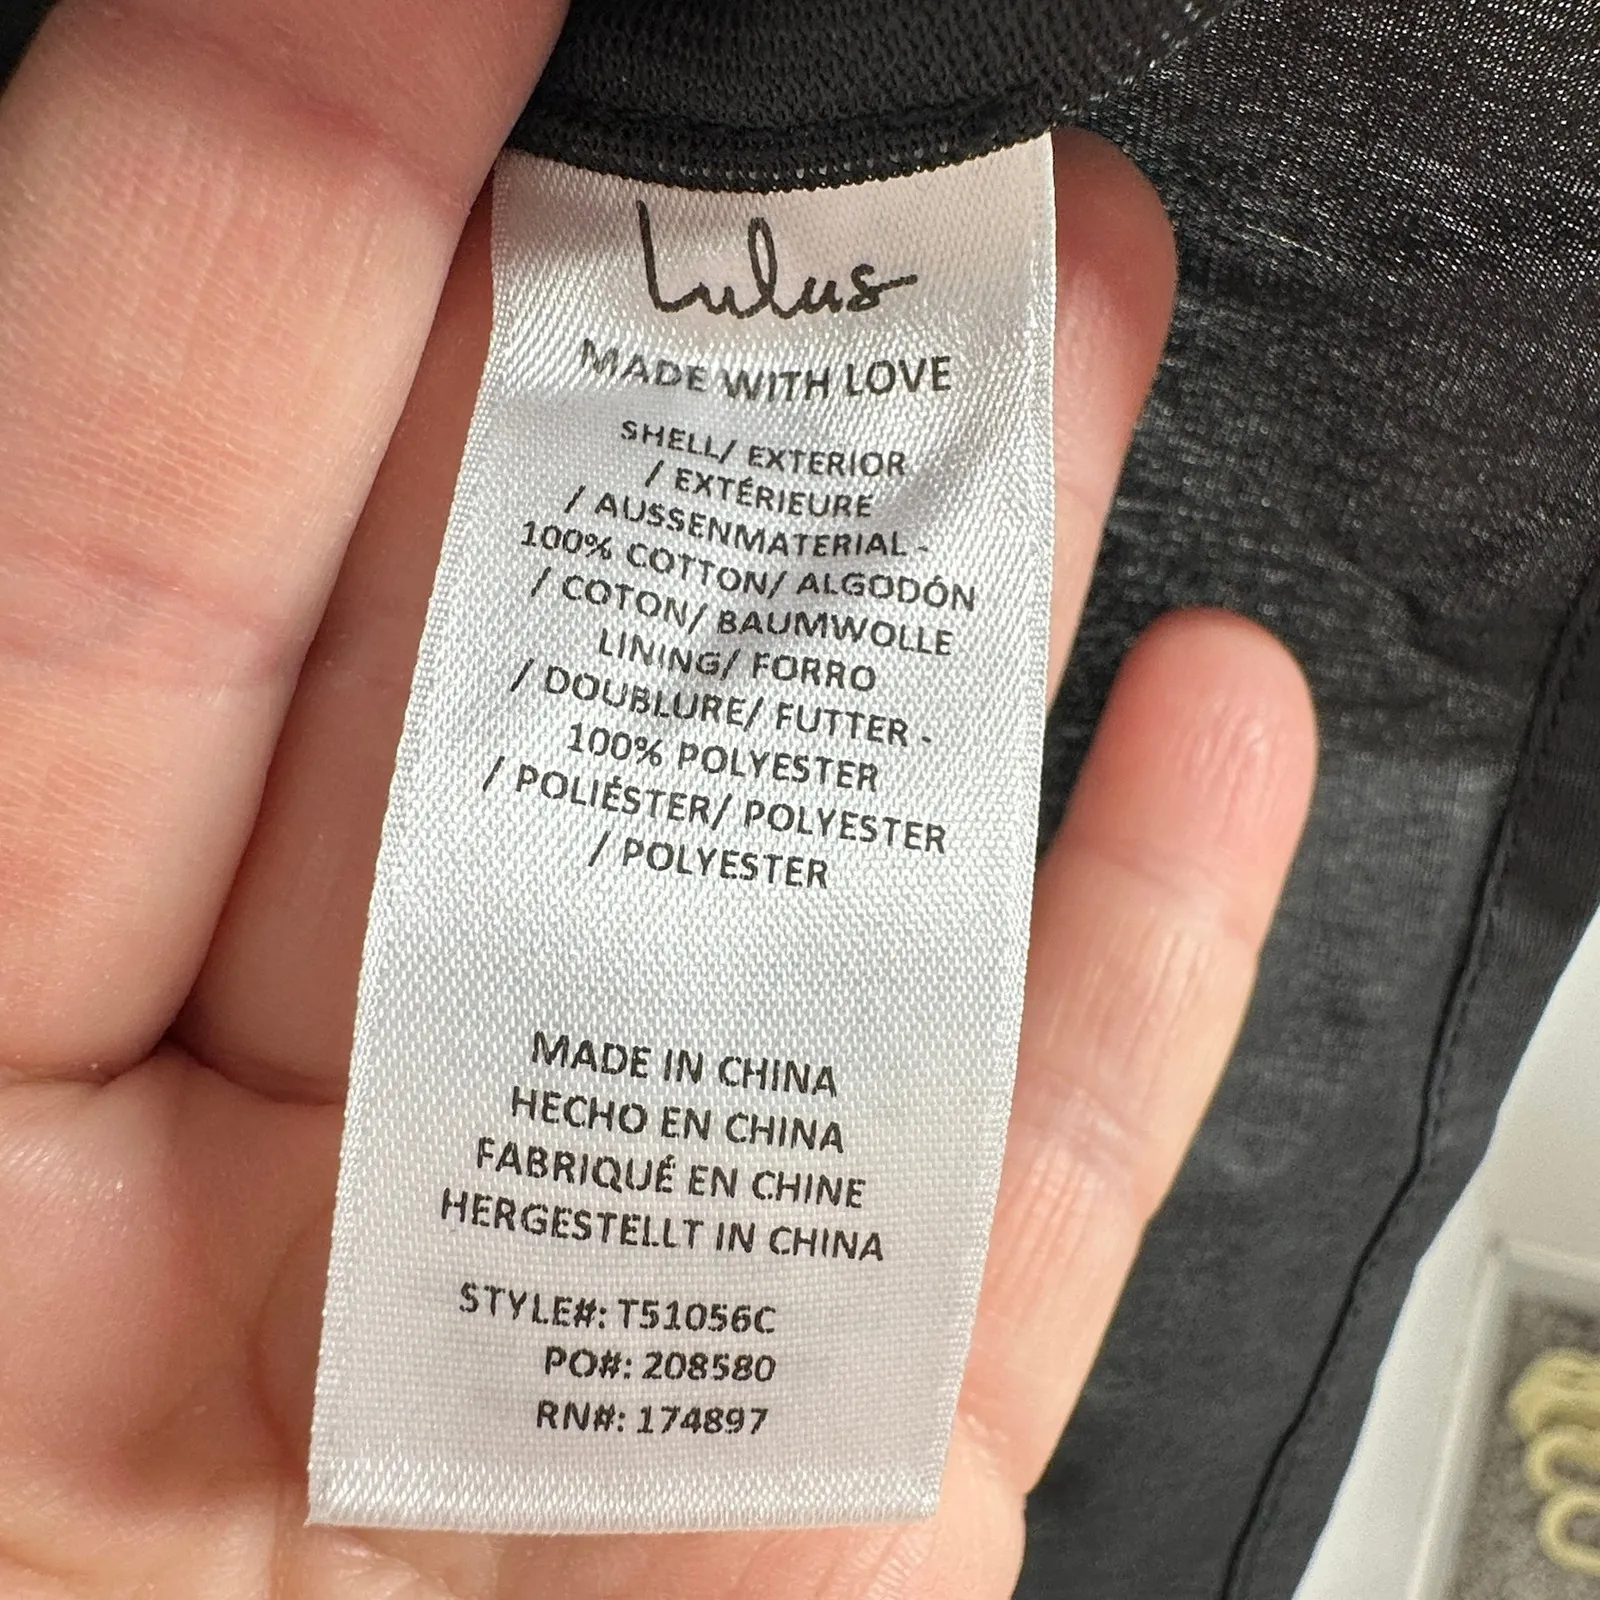 Lulus
MADE WITH LOVE
SHELL/ EXTERIOR
/ EXTÉRIEURE
/ AUSSENMATERIAL -
100% COTTON/ ALGODÓN
/ COTON/ BAUMWOLLE
LINING/ FORRO
/ DOUBLURE/ FUTTER -
100% POLYESTER
/ POLIÉSTER/ POLYESTER
/ POLYESTER
MADE IN CHINA
HECHO EN CHINA
FABRIQUÉ EN CHINE
HERGESTELLT IN CHINA
STYLE#: T51056C
PO#: 208580
RN#: 174897